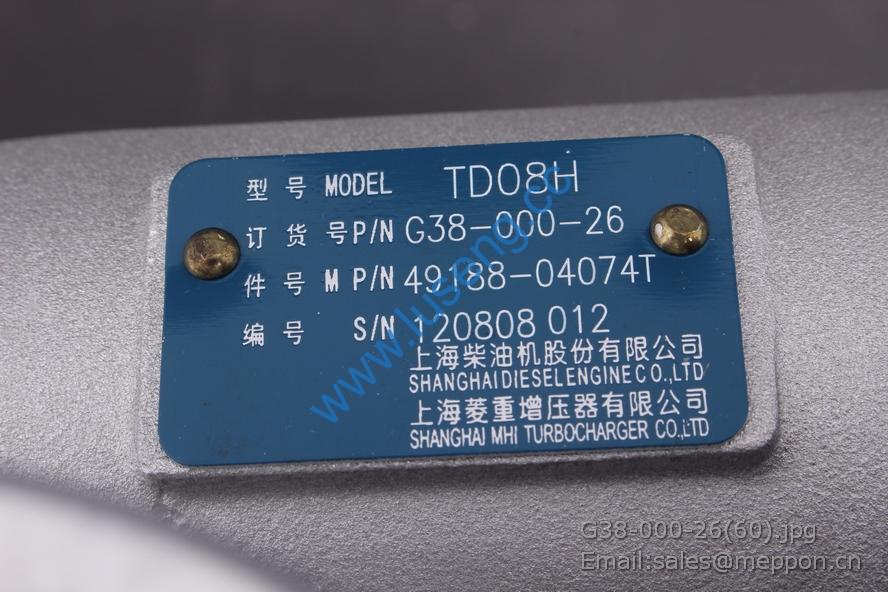 型号 MODEL TD08H
订货号 P/N G38-000-26
件号 M P/N 49188-04074T
编号 S/N 120808 012
上海柴油机股份有限公司
SHANGHAI DIESEL ENGINE CO.,LTD
上海菱重增压器有限公司
SHANGHAI MHI TURBOCHARGER CO.,LTD
www.lusang.cc
G38-000-26(60).jpg
Email:sales@meppon.cn